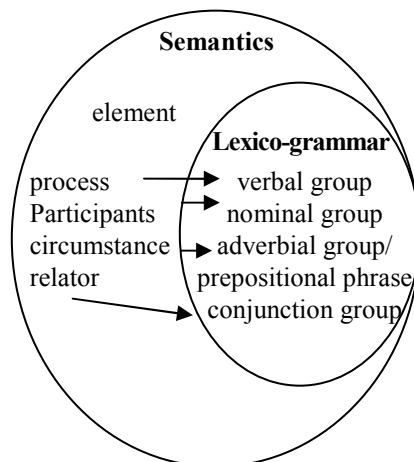 Semantics
element
Lexico-grammar
process
verbal group
Participants
nominal group
circumstance
adverbial group/
relator
prepositional phrase
conjunction group